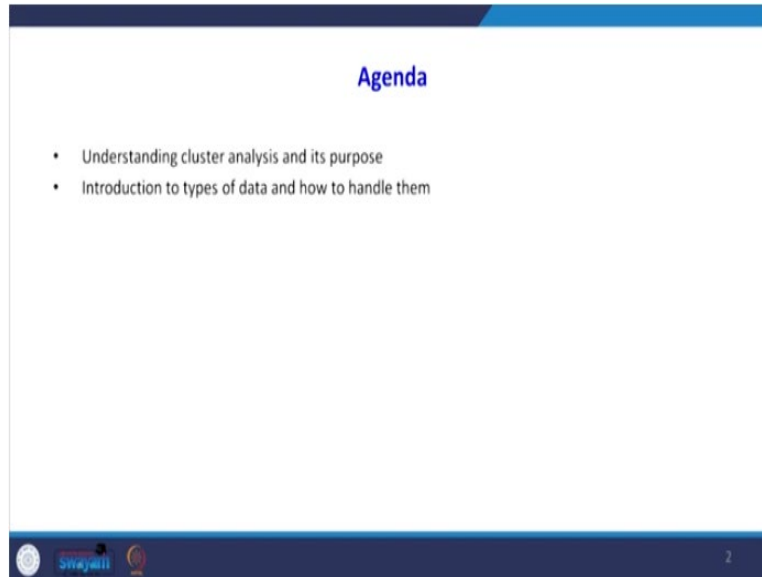 Agenda
• Understanding cluster analysis and its purpose
• Introduction to types of data and how to handle them
swayam
2